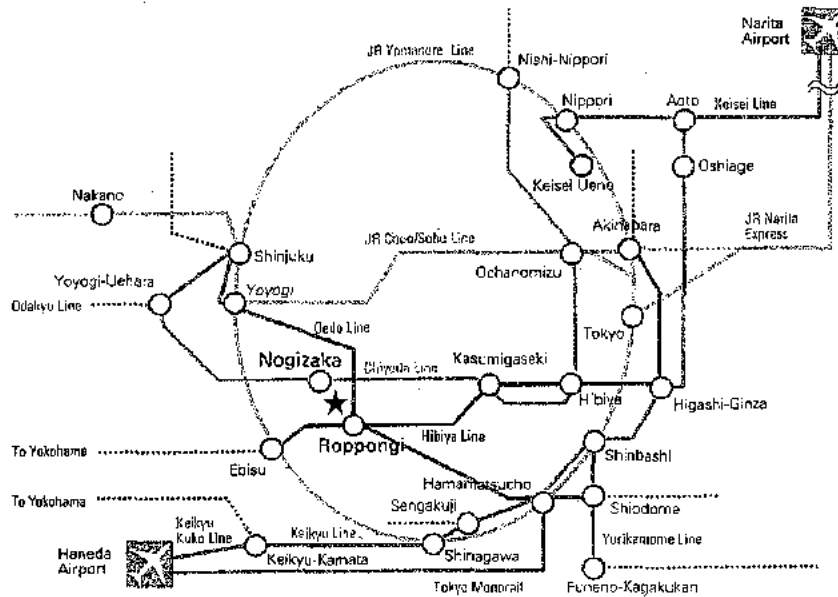 Narita
Airport
JR Yamanote Line
Nishi-Nippori
Nippori
Aoto
Keisei Line
Keisei Ueno
Oshiage
Nakano
Akihabara
JR Narita
Express
Shinjuku
JR Chuo/Sobu Line
Ochanomizu
Yoyogi-Uehara
Yoyogi
Odakyu Line
Oedo Line
Tokyo
Nogizaka
Chiyoda Line
Kasumigaseki
Hibiya
Higashi-Ginza
Roppongi
Hibiya Line
To Yokohama
Ebisu
Shinbashi
Hamamatsucho
To Yokohama
Sengakuji
Shiodome
Keikyu
Kuko Line
Keikyu Line
Yurikamome Line
Haneda
Airport
Keikyu-Kamata
Shinagawa
Tokyo Monorail
Funeno-Kagakukan